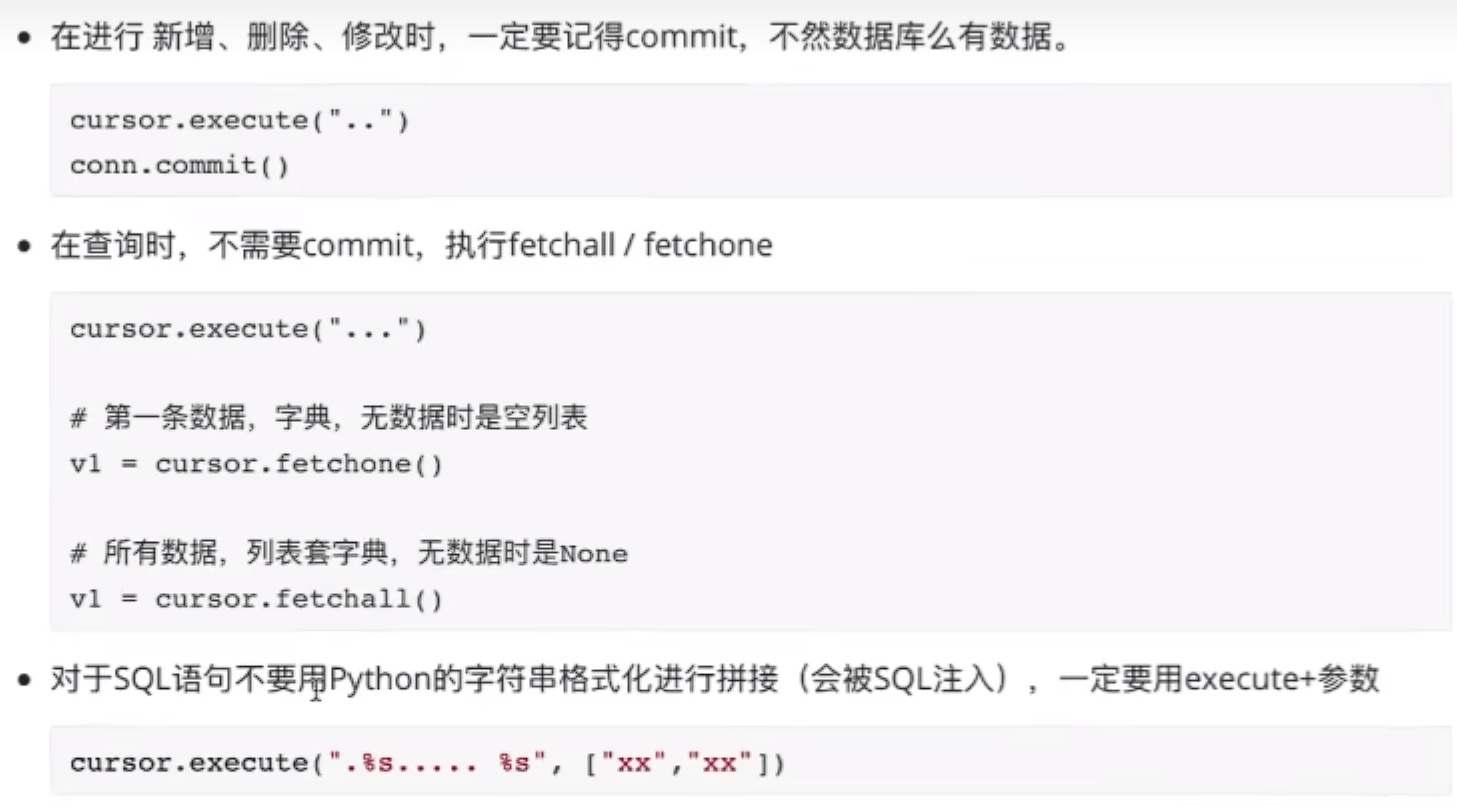 • 在进行 新增、删除、修改时，一定要记得commit，不然数据库么有数据。
cursor.execute("..")
conn.commit()
• 在查询时，不需要commit，执行fetchall / fetchone
cursor.execute("...")
# 第一条数据，字典，无数据时是空列表
v1 = cursor.fetchone()
# 所有数据，列表套字典，无数据时是None
v1 = cursor.fetchall()
• 对于SQL语句不要用Python的字符串格式化进行拼接（会被SQL注入），一定要用execute+参数
cursor.execute(".%s..... %s", ["xx","xx"])